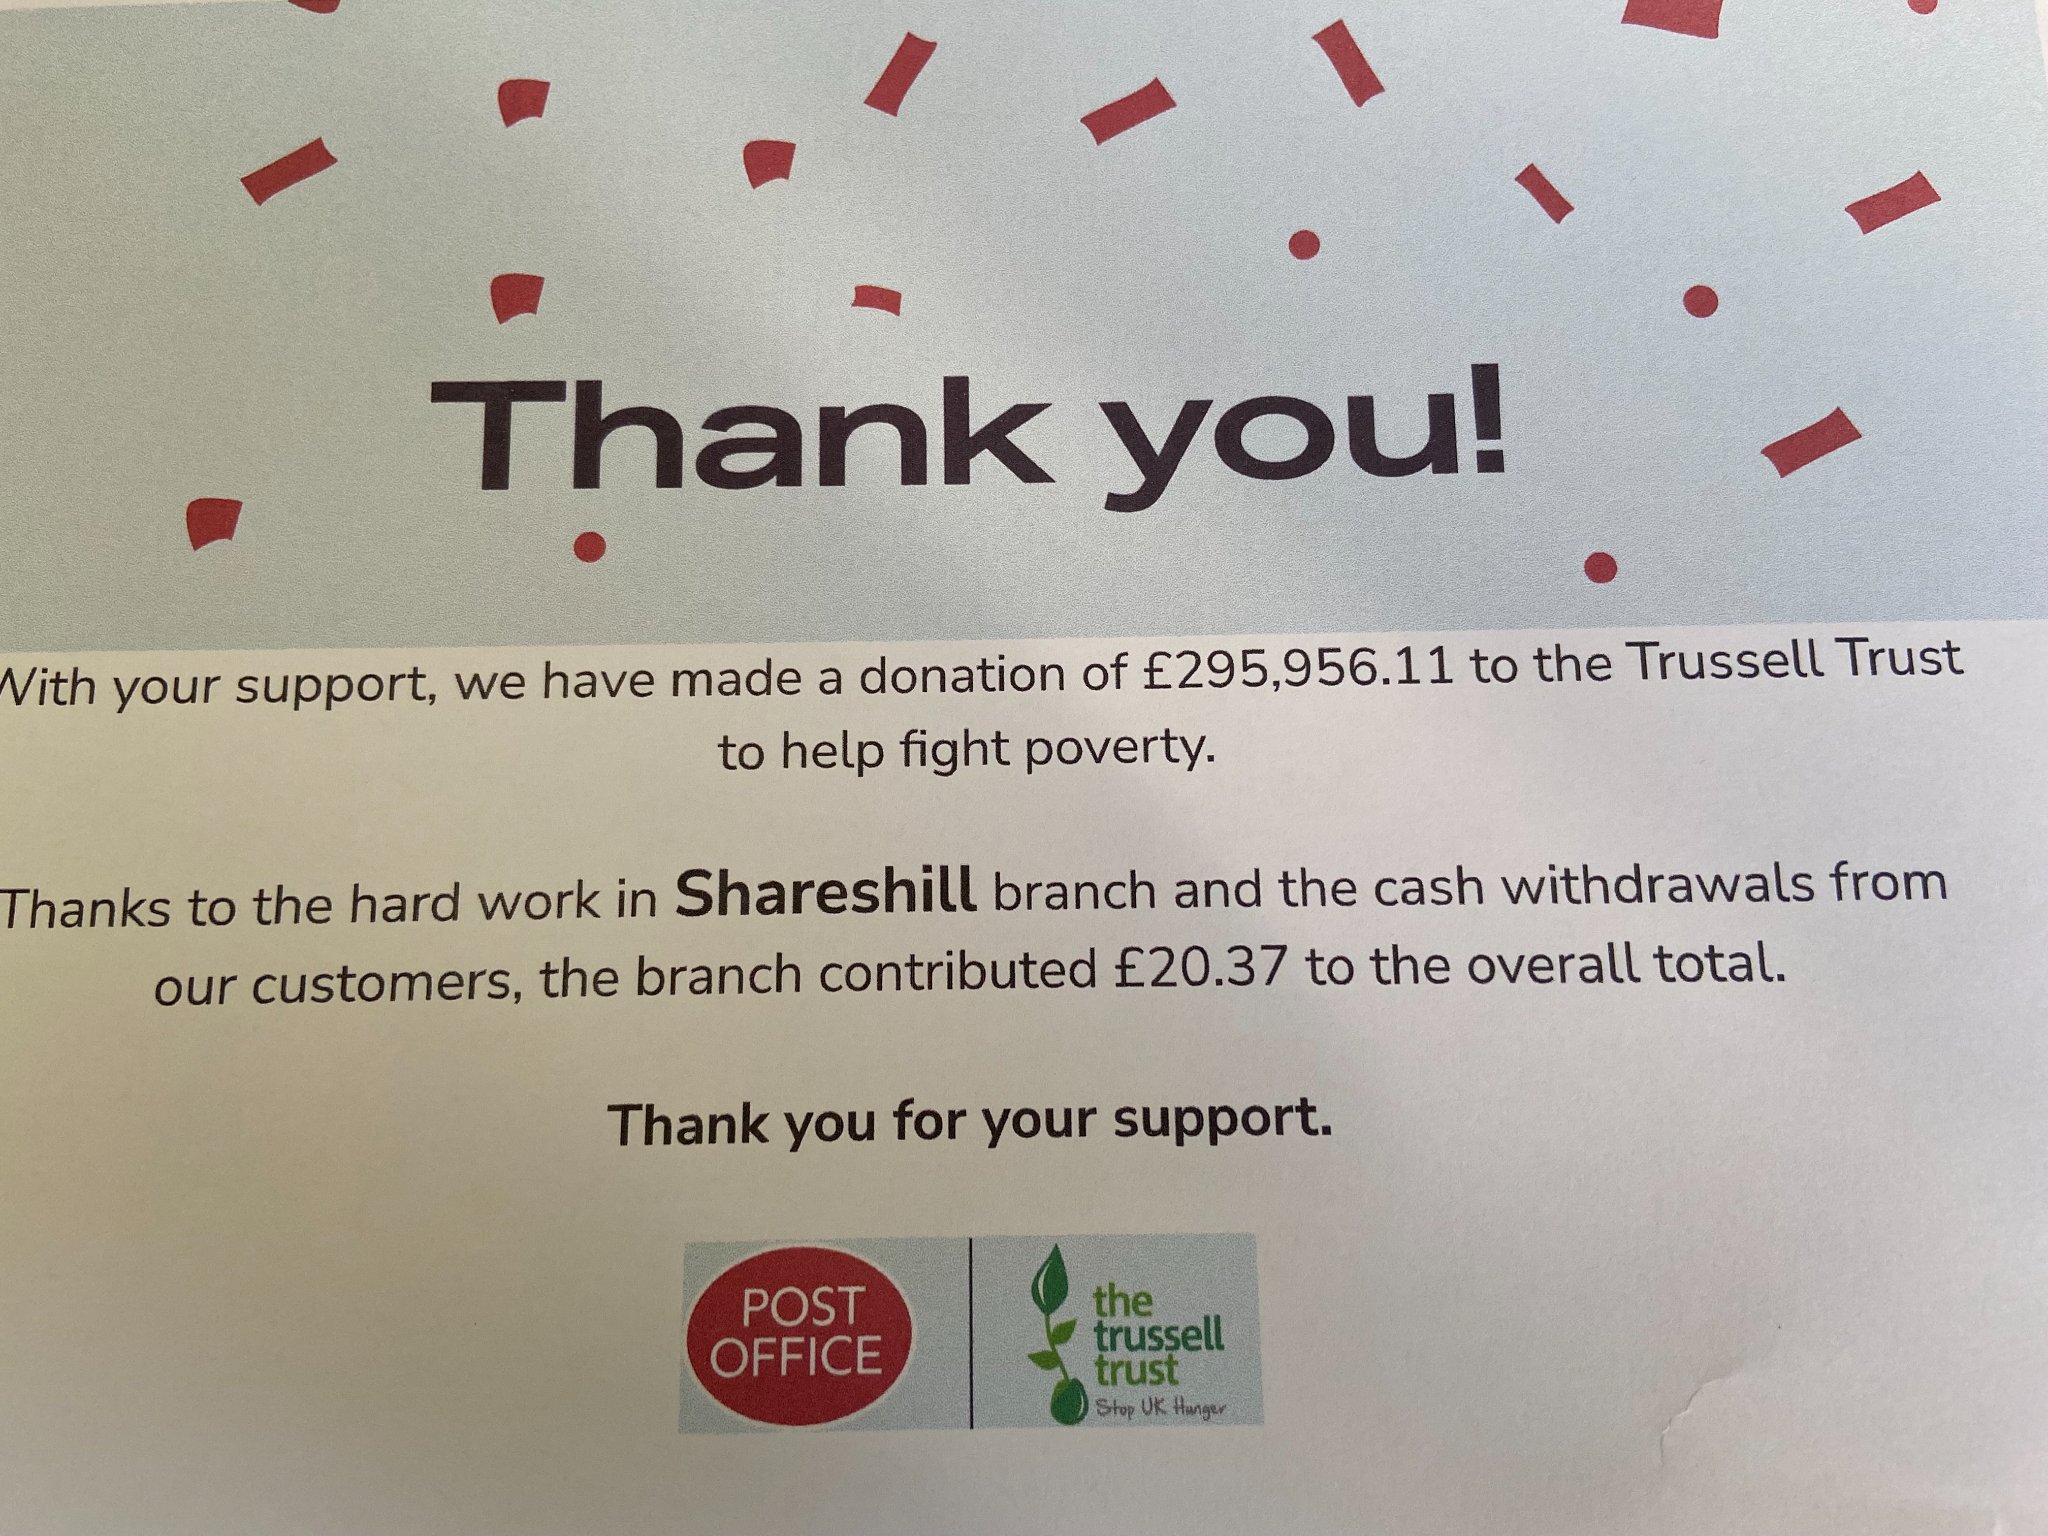 Thank you!
With your support, we have made a donation of £295,956.11 to the Trussell Trust
to help fight poverty.
Thanks to the hard work in Shareshill branch and the cash withdrawals from
our customers, the branch contributed £20.37 to the overall total.
Thank you for your support.
POST
OFFICE
the
trussell
trust
Stop UK Hunger